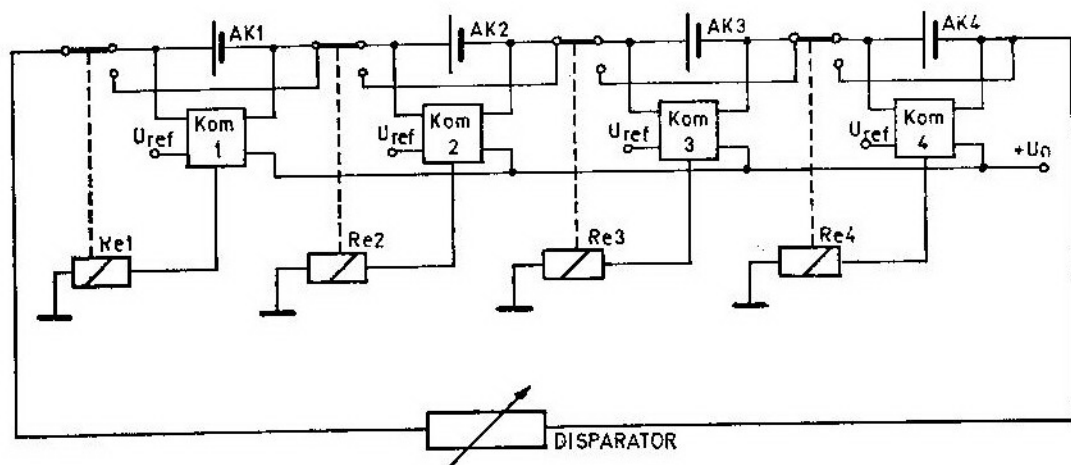 AK1
AK2
AK3
AK4
Kom
1
Kom
2
Kom
3
Kom
4
Uref
Uref
Uref
Uref
+Un
Re1
Re2
Re3
Re4
DISPARATOR